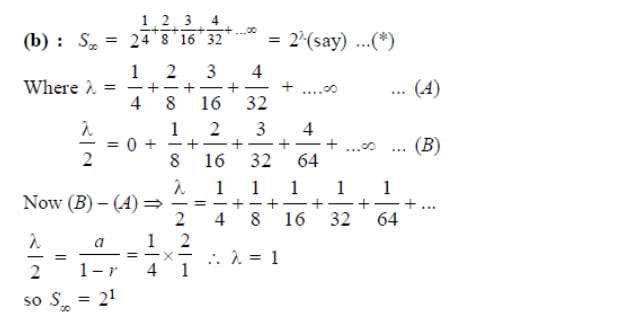 (b) : S∞ = 2^(1/4 + 2/8 + 3/16 + 4/32 + ...∞) = 2^λ (say) ...(*)
Where λ = 1/4 + 2/8 + 3/16 + 4/32 + ....∞ ... (A)
λ/2 = 0 + 1/8 + 2/16 + 3/32 + 4/64 + ...∞ ... (B)
Now (B) – (A) ⇒ λ/2 = 1/4 + 1/8 + 1/16 + 1/32 + 1/64 + ...
λ/2 = a/(1 – r) = 1/4 × 2/1 ∴ λ = 1
so S∞ = 2^1